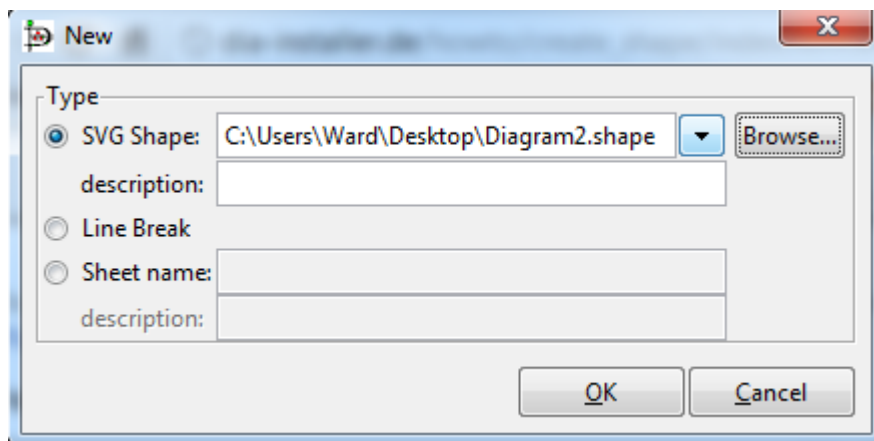 New
Type
SVG Shape: C:\Users\Ward\Desktop\Diagram2.shape Browse...
description:
Line Break
Sheet name:
description:
OK Cancel